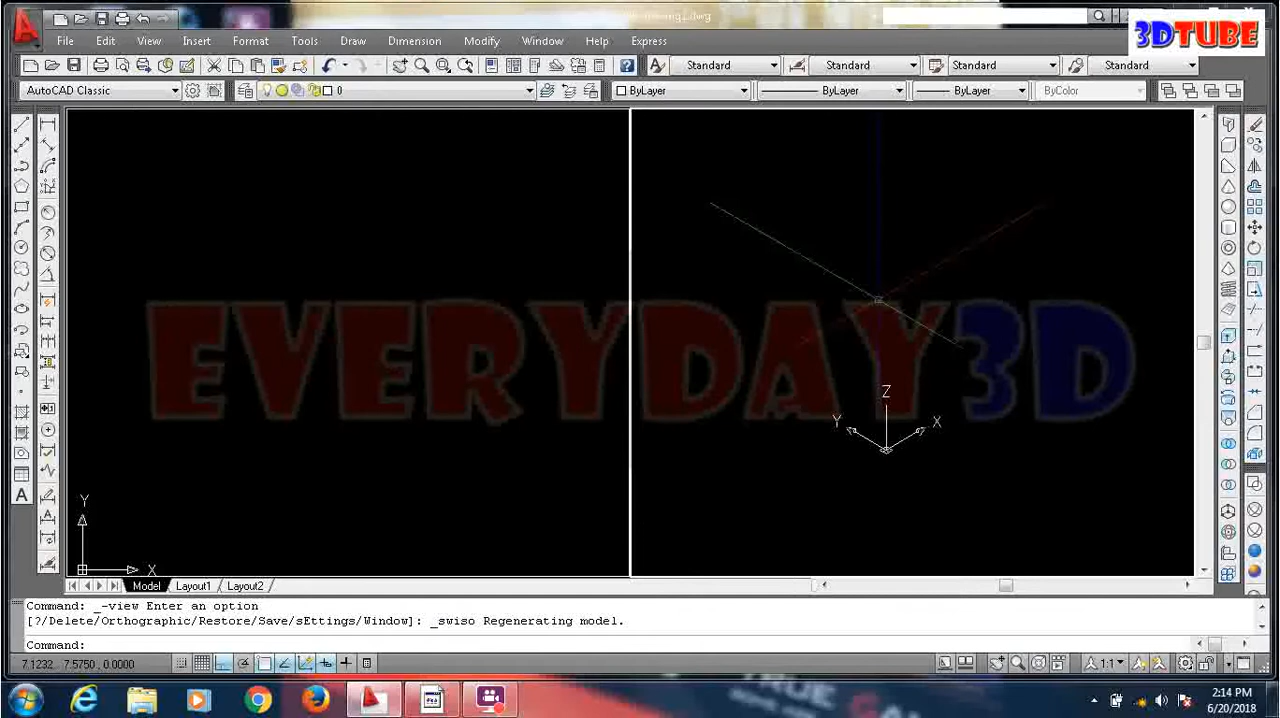 3DTUBE
File Edit View Insert Format Tools Draw Dimension Help Express
Standard Standard Standard Standard
AutoCAD Classic 0 ByLayer ByLayer ByLayer ByColor
EVERYDAY3D
Z
Y X
Y
X
A
Model Layout1 Layout2
Command: _-view Enter an option
[?/Delete/Orthographic/Restore/Save/sEttings/Window]: _swiso Regenerating model.
Command:
7.1232, 7.5750, 0.0000 1:1
2:14 PM
6/20/2018